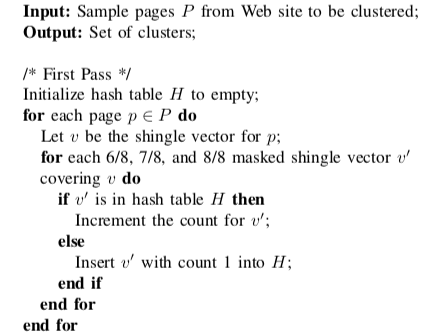 Input: Sample pages P from Web site to be clustered;
Output: Set of clusters;
/* First Pass */
Initialize hash table H to empty;
for each page p ∈ P do
Let v be the shingle vector for p;
for each 6/8, 7/8, and 8/8 masked shingle vector v′
covering v do
if v′ is in hash table H then
Increment the count for v′;
else
Insert v′ with count 1 into H;
end if
end for
end for